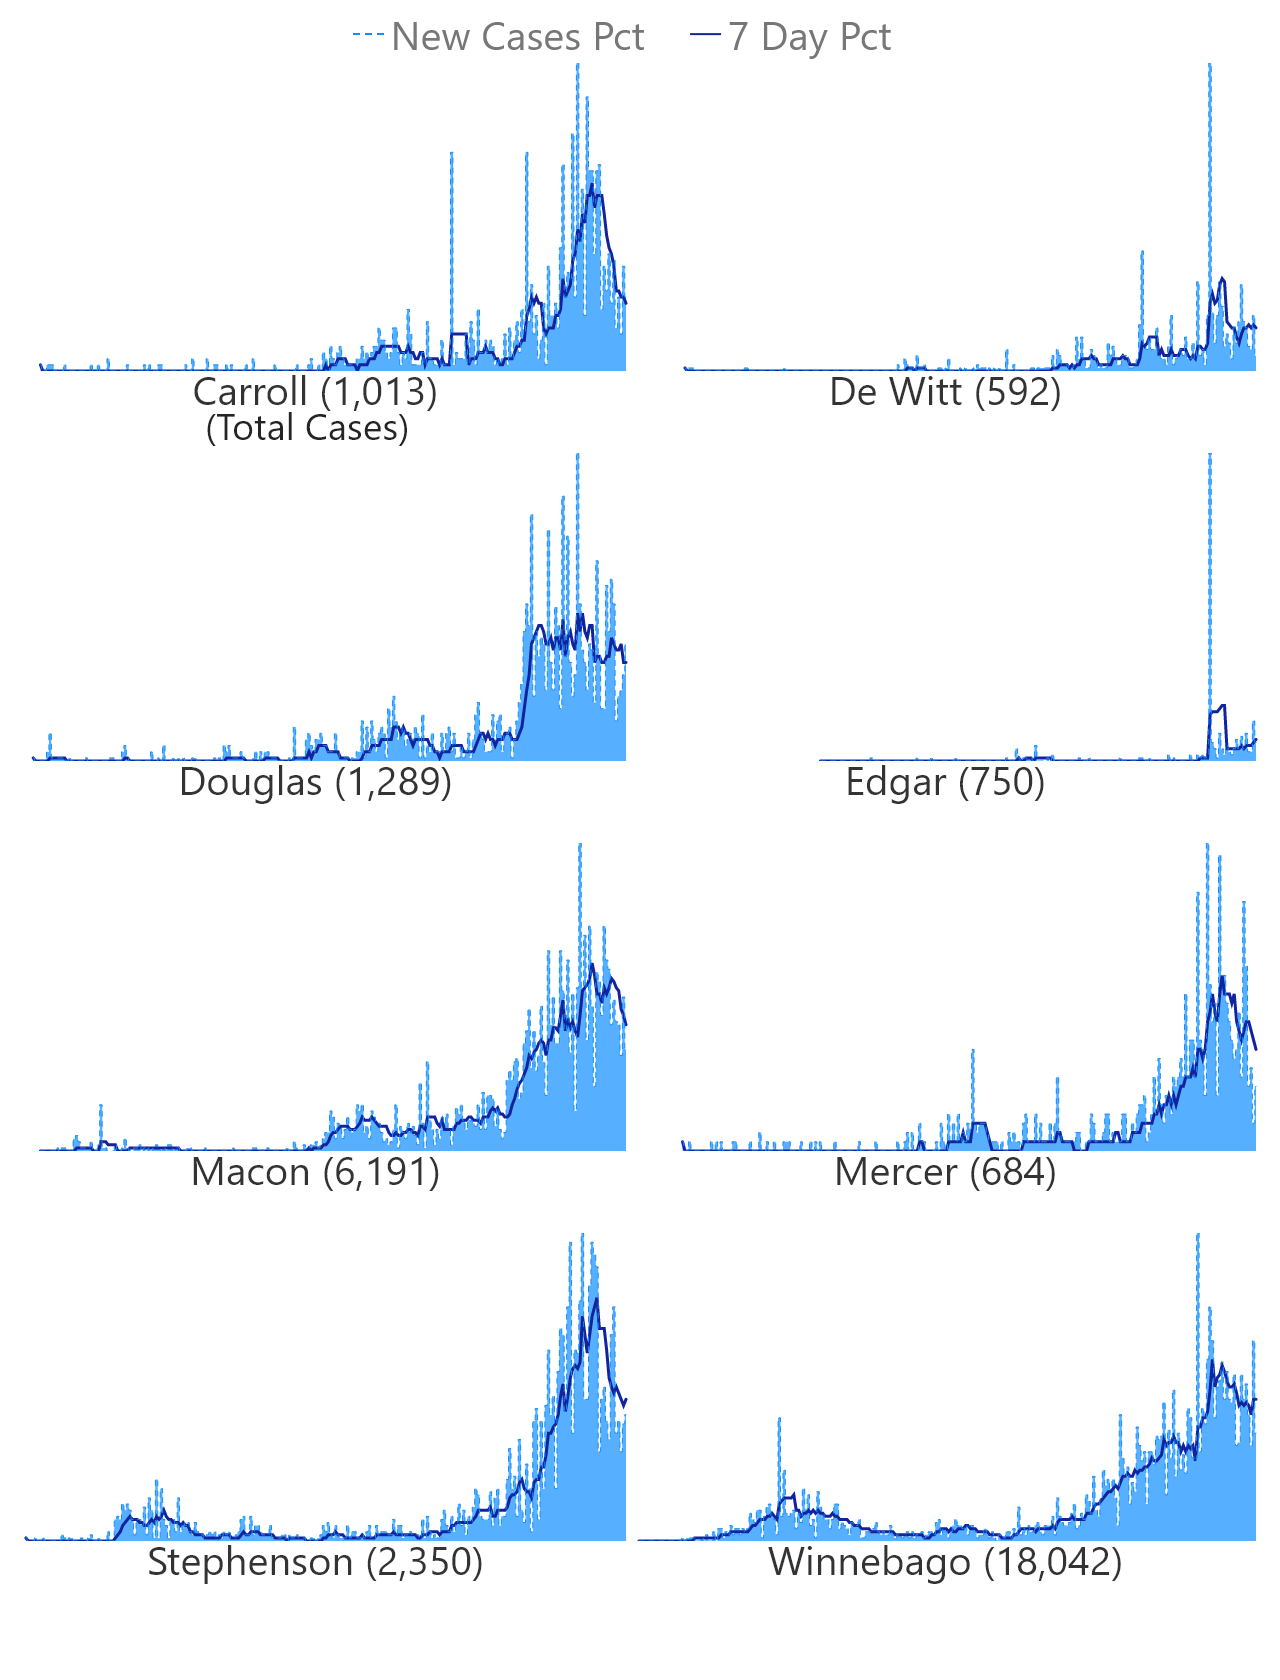 New Cases Pct 7 Day Pct
Carroll (1,013) De Witt (592)
(Total Cases)
Douglas (1,289) Edgar (750)
Macon (6,191) Mercer (684)
Stephenson (2,350) Winnebago (18,042)